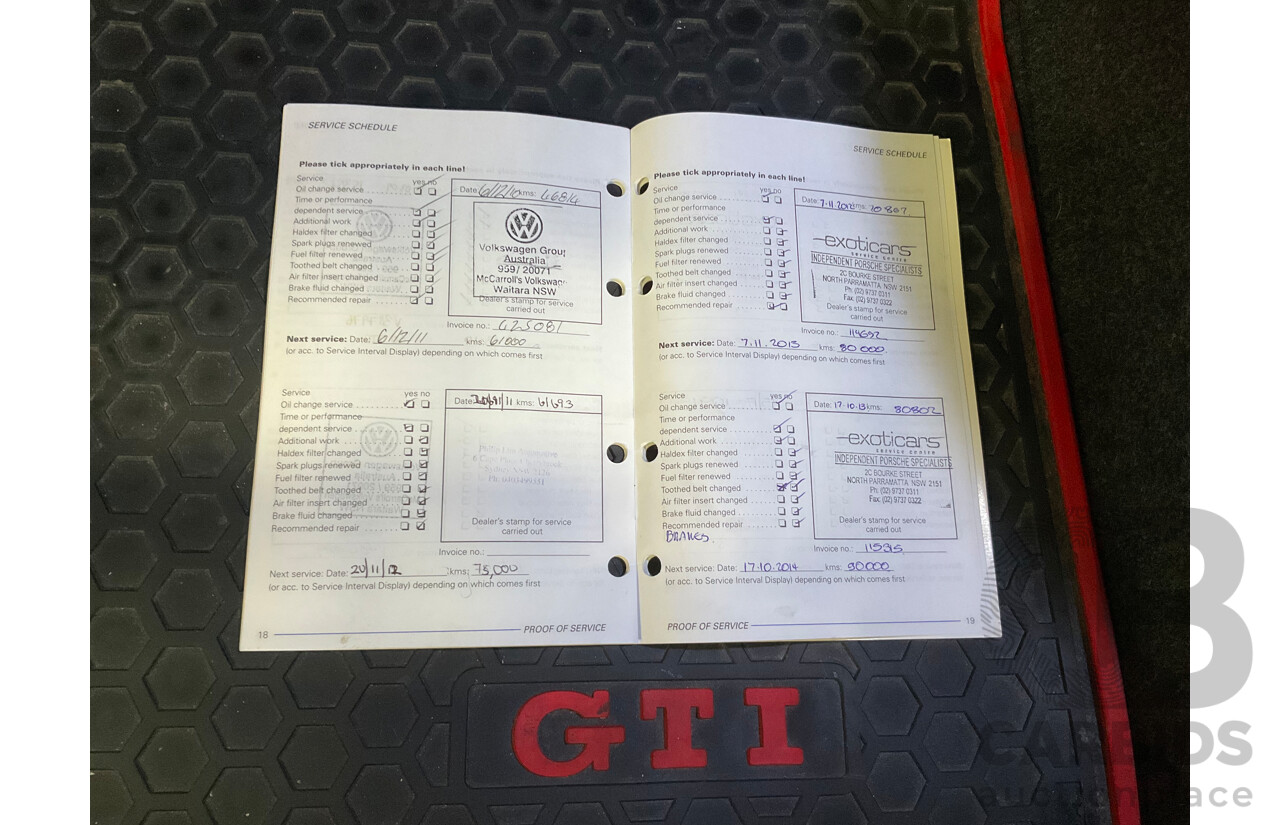 SERVICE SCHEDULE
Please tick appropriately in each line!
Service
yes no
Oil change service
Time or performance
dependent service
Additional work
Haldex filter changed
Spark plugs renewed
Fuel filter renewed
Toothed belt changed
Air filter insert changed
Brake fluid changed
Recommended repair
Date: 6/12/10 kms: 46814
Volkswagen Group
Australia
959/20071
McCarroll's Volkswagen
Waitara NSW
Dealer's stamp for service
carried out
Invoice no.: 425081
Next service: Date: 6/12/11 kms: 61000
(or acc. to Service Interval Display) depending on which comes first
Service
yes no
Oil change service
Time or performance
dependent service
Additional work
Haldex filter changed
Spark plugs renewed
Fuel filter renewed
Toothed belt changed
Air filter insert changed
Brake fluid changed
Recommended repair
Date: /11 kms: 61693
Dealer's stamp for service
carried out
Invoice no.:
Next service: Date: 20/11/12 kms: 75,000
(or acc. to Service Interval Display) depending on which comes first
18
PROOF OF SERVICE
SERVICE SCHEDULE
Please tick appropriately in each line!
Service
yes no
Oil change service
Time or performance
dependent service
Additional work
Haldex filter changed
Spark plugs renewed
Fuel filter renewed
Toothed belt changed
Air filter insert changed
Brake fluid changed
Recommended repair
Date: 7.11.2012 kms: 70807
exoticars
service centre
INDEPENDENT PORSCHE SPECIALISTS
2C BOURKE STREET
NORTH PARRAMATTA NSW 2151
Ph: (02) 9737 0311
Fax: (02) 9737 0322
Dealer's stamp for service
carried out
Invoice no.: 114692
Next service: Date: 7.11.2013 kms: 80 000
(or acc. to Service Interval Display) depending on which comes first
Service
yes no
Oil change service
Time or performance
dependent service
Additional work
Haldex filter changed
Spark plugs renewed
Fuel filter renewed
Toothed belt changed
Air filter insert changed
Brake fluid changed
Recommended repair
BRAKES
Date: 17-10-13 kms: 80802
exoticars
service centre
INDEPENDENT PORSCHE SPECIALISTS
2C BOURKE STREET
NORTH PARRAMATTA NSW 2151
Ph: (02) 9737 0311
Fax: (02) 9737 0322
Dealer's stamp for service
carried out
Invoice no.: 11595
Next service: Date: 17-10-2014 kms: 90000
(or acc. to Service Interval Display) depending on which comes first
PROOF OF SERVICE
19
GTI